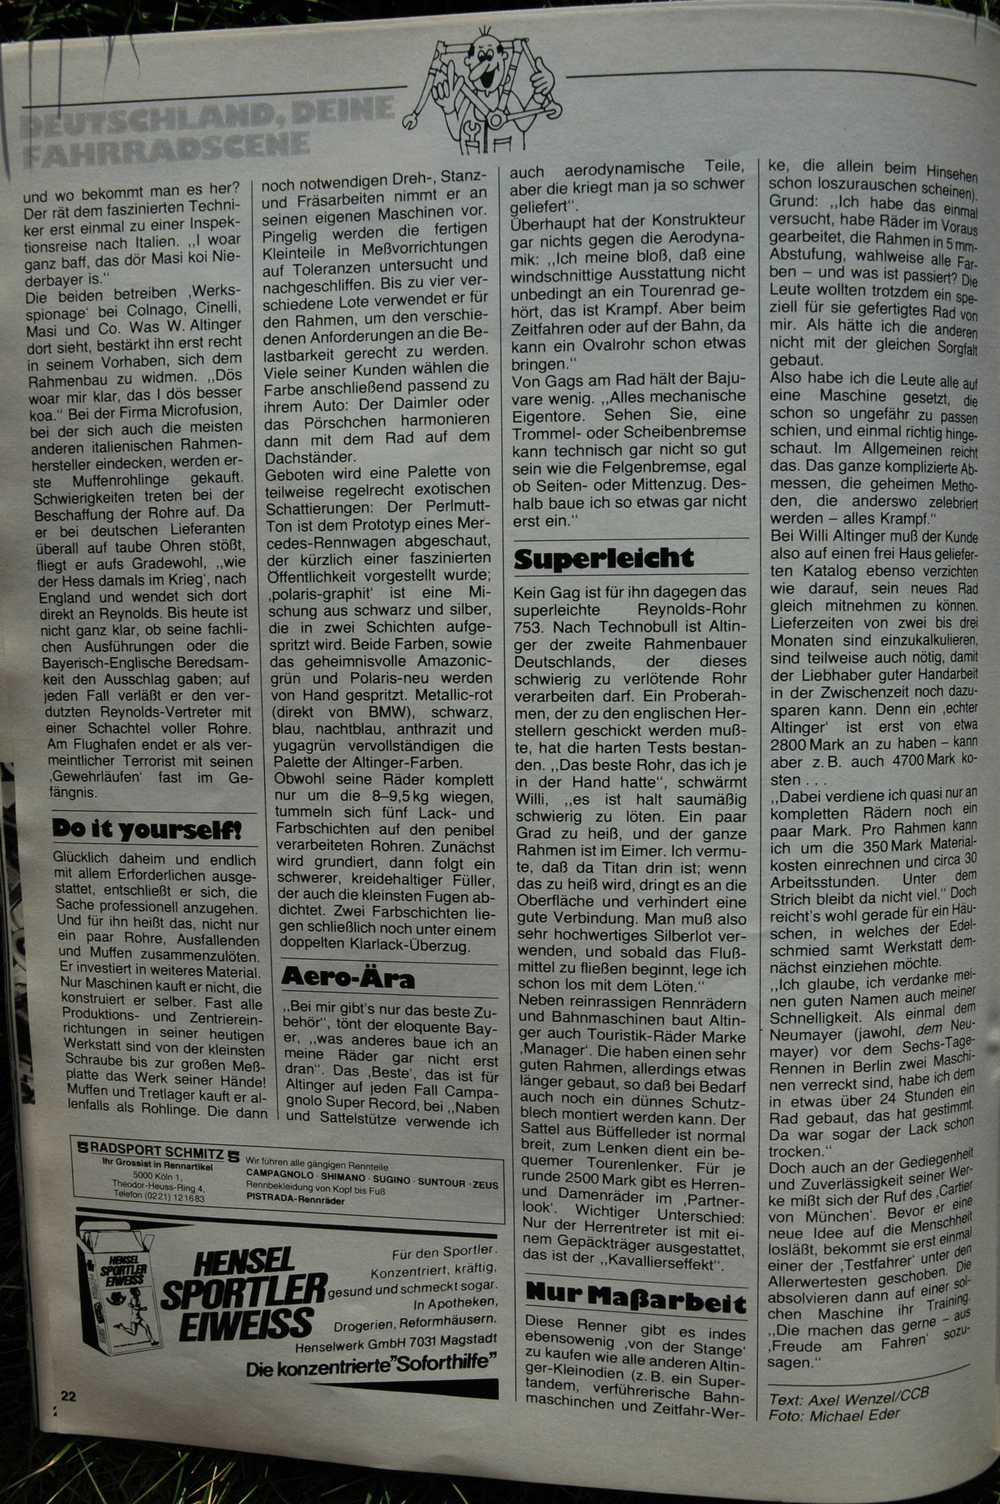 DEUTSCHLAND, DEINE
FAHRRADSCENE
und wo bekommt man es her?
Der rät dem faszinierten Techni-
ker erst einmal zu einer Inspek-
tionsreise nach Italien. „I woar
ganz baff, das dör Masi koi Nie-
derbayer is.“
Die beiden betreiben ‚Werks-
spionage‘ bei Colnago, Cinelli,
Masi und Co. Was W. Altinger
dort sieht, bestärkt ihn erst recht
in seinem Vorhaben, sich dem
Rahmenbau zu widmen. „Dös
woar mir klar, das I dös besser
koa.“ Bei der Firma Microfusion,
bei der sich auch die meisten
anderen italienischen Rahmen-
hersteller eindecken, werden er-
ste Muffenrohlinge gekauft.
Schwierigkeiten treten bei der
Beschaffung der Rohre auf. Da
er bei deutschen Lieferanten
überall auf taube Ohren stößt,
fliegt er aufs Gradewohl, „wie
der Hess damals im Krieg‘, nach
England und wendet sich dort
direkt an Reynolds. Bis heute ist
nicht ganz klar, ob seine fachli-
chen Ausführungen oder die
Bayerisch-Englische Beredsam-
keit den Ausschlag gaben; auf
jeden Fall verläßt er den ver-
dutzten Reynolds-Vertreter mit
einer Schachtel voller Rohre.
Am Flughafen endet er als ver-
meintlicher Terrorist mit seinen
‚Gewehrläufen‘ fast im Ge-
fängnis.
Do it yourself!
Glücklich daheim und endlich
mit allem Erforderlichen ausge-
stattet, entschließt er sich, die
Sache professionell anzugehen.
Und für ihn heißt das, nicht nur
ein paar Rohre, Ausfallenden
und Muffen zusammenzulöten.
Er investiert in weiteres Material.
Nur Maschinen kauft er nicht, die
konstruiert er selber. Fast alle
Produktions- und Zentrierein-
richtungen in seiner heutigen
Werkstatt sind von der kleinsten
Schraube bis zur großen Meß-
platte das Werk seiner Hände!
Muffen und Tretlager kauft er al-
lenfalls als Rohlinge. Die dann
noch notwendigen Dreh-, Stanz-
und Fräsarbeiten nimmt er an
seinen eigenen Maschinen vor.
Pingelig werden die fertigen
Kleinteile in Meßvorrichtungen
auf Toleranzen untersucht und
nachgeschliffen. Bis zu vier ver-
schiedene Lote verwendet er für
den Rahmen, um den verschie-
denen Anforderungen an die Be-
lastbarkeit gerecht zu werden.
Viele seiner Kunden wählen die
Farbe anschließend passend zu
ihrem Auto: Der Daimler oder
das Pörschchen harmonieren
dann mit dem Rad auf dem
Dachständer.
Geboten wird eine Palette von
teilweise regelrecht exotischen
Schattierungen: Der Perlmutt-
Ton ist dem Prototyp eines Mer-
cedes-Rennwagen abgeschaut,
der kürzlich einer faszinierten
Öffentlichkeit vorgestellt wurde;
‚polaris-graphit‘ ist eine Mi-
schung aus schwarz und silber,
die in zwei Schichten aufge-
spritzt wird. Beide Farben, sowie
das geheimnisvolle Amazonic-
grün und Polaris-neu werden
von Hand gespritzt. Metallic-rot
(direkt von BMW), schwarz,
blau, nachtblau, anthrazit und
yugagrün vervollständigen die
Palette der Altinger-Farben.
Obwohl seine Räder komplett
nur um die 8–9,5 kg wiegen,
tummeln sich fünf Lack- und
Farbschichten auf den penibel
verarbeiteten Rohren. Zunächst
wird grundiert, dann folgt ein
schwerer, kreidehaltiger Füller,
der auch die kleinsten Fugen ab-
dichtet. Zwei Farbschichten lie-
gen schließlich noch unter einem
doppelten Klarlack-Überzug.
Aero-Ära
„Bei mir gibt's nur das beste Zu-
behör“, tönt der eloquente Bay-
er, „was anderes baue ich an
meine Räder gar nicht erst
dran“. Das ‚Beste‘, das ist für
Altinger auf jeden Fall Campa-
gnolo Super Record, bei „Naben
und Sattelstütze verwende ich
auch aerodynamische Teile,
aber die kriegt man ja so schwer
geliefert“.
Überhaupt hat der Konstrukteur
gar nichts gegen die Aerodyna-
mik: „Ich meine bloß, daß eine
windschnittige Ausstattung nicht
unbedingt an ein Tourenrad ge-
hört, das ist Krampf. Aber beim
Zeitfahren oder auf der Bahn, da
kann ein Ovalrohr schon etwas
bringen.“
Von Gags am Rad hält der Baju-
vare wenig. „Alles mechanische
Eigentore. Sehen Sie, eine
Trommel- oder Scheibenbremse
kann technisch gar nicht so gut
sein wie die Felgenbremse, egal
ob Seiten- oder Mittenzug. Des-
halb baue ich so etwas gar nicht
erst ein.“
Superleicht
Kein Gag ist für ihn dagegen das
superleichte Reynolds-Rohr
753. Nach Technobull ist Altin-
ger der zweite Rahmenbauer
Deutschlands, der dieses
schwierig zu verlötende Rohr
verarbeiten darf. Ein Proberah-
men, der zu den englischen Her-
stellern geschickt werden muß-
te, hat die harten Tests bestan-
den. „Das beste Rohr, das ich je
in der Hand hatte“, schwärmt
Willi, „es ist halt saumäßig
schwierig zu löten. Ein paar
Grad zu heiß, und der ganze
Rahmen ist im Eimer. Ich vermu-
te, daß da Titan drin ist; wenn
das zu heiß wird, dringt es an die
Oberfläche und verhindert eine
gute Verbindung. Man muß also
sehr hochwertiges Silberlot ver-
wenden, und sobald das Fluß-
mittel zu fließen beginnt, lege ich
schon los mit dem Löten.“
Neben reinrassigen Rennrädern
und Bahnmaschinen baut Altin-
ger auch Touristik-Räder Marke
‚Manager‘. Die haben einen sehr
guten Rahmen, allerdings etwas
länger gebaut, so daß bei Bedarf
auch noch ein dünnes Schutz-
blech montiert werden kann. Der
Sattel aus Büffelleder ist normal
breit, zum Lenken dient ein be-
quemer Tourenlenker. Für je
runde 2500 Mark gibt es Herren-
und Damenräder im ‚Partner-
look‘. Wichtiger Unterschied:
Nur der Herrentreter ist mit ei-
nem Gepäckträger ausgestattet,
das ist der „Kavallierseffekt“.
Nur Maßarbeit
Diese Renner gibt es indes
ebensowenig ‚von der Stange‘
zu kaufen wie alle anderen Altin-
ger-Kleinodien (z. B. ein Super-
tandem, verführerische Bahn-
maschinchen und Zeitfahr-Wer-
ke, die allein beim Hinsehen
schon loszurauschen scheinen).
Grund: „Ich habe das einmal
versucht, habe Räder im Voraus
gearbeitet, die Rahmen in 5 mm-
Abstufung, wahlweise alle Far-
ben – und was ist passiert? Die
Leute wollten trotzdem ein spe-
ziell für sie gefertigtes Rad von
mir. Als hätte ich die anderen
nicht mit der gleichen Sorgfalt
gebaut.
Also habe ich die Leute alle auf
eine Maschine gesetzt, die
schon so ungefähr zu passen
schien, und einmal richtig hinge-
schaut. Im Allgemeinen reicht
das. Das ganze komplizierte Ab-
messen, die geheimen Metho-
den, die anderswo zelebriert
werden – alles Krampf.“
Bei Willi Altinger muß der Kunde
also auf einen frei Haus geliefer-
ten Katalog ebenso verzichten
wie darauf, sein neues Rad
gleich mitnehmen zu können.
Lieferzeiten von zwei bis drei
Monaten sind einzukalkulieren,
sind teilweise auch nötig, damit
der Liebhaber guter Handarbeit
in der Zwischenzeit noch dazu-
sparen kann. Denn ein ‚echter
Altinger‘ ist erst von etwa
2800 Mark an zu haben – kann
aber z. B. auch 4700 Mark ko-
sten . . .
„Dabei verdiene ich quasi nur an
kompletten Rädern noch ein
paar Mark. Pro Rahmen kann
ich um die 350 Mark Material-
kosten einrechnen und circa 30
Arbeitsstunden. Unter dem
Strich bleibt da nicht viel.“ Doch
reicht's wohl gerade für ein Häu-
schen, in welches der Edel-
schmied samt Werkstatt dem-
nächst einziehen möchte.
„Ich glaube, ich verdanke mei-
nen guten Namen auch meiner
Schnelligkeit. Als einmal dem
Neumayer (jawohl, dem Neu-
mayer) vor dem Sechs-Tage-
Rennen in Berlin zwei Maschi-
nen verreckt sind, habe ich dem
in etwas über 24 Stunden ein
Rad gebaut, das hat gestimmt.
Da war sogar der Lack schon
trocken.“
Doch auch an der Gediegenheit
und Zuverlässigkeit seiner Wer-
ke mißt sich der Ruf des ‚Cartier
von München‘. Bevor er eine
neue Idee auf die Menschheit
losläßt, bekommt sie erst einmal
einer der ‚Testfahrer‘ unter den
Allerwertesten geschoben. Die
absolvieren dann auf einer sol-
chen Maschine ihr Training.
„Die machen das gerne – aus
‚Freude am Fahren‘ sozu-
sagen.“
Text: Axel Wenzel/CCB
Foto: Michael Eder
RADSPORT SCHMITZ
Ihr Grossist in Rennartikel
5000 Köln 1,
Theodor-Heuss-Ring 4,
Telefon (0221) 121683
Wir führen alle gängigen Rennteile
CAMPAGNOLO · SHIMANO · SUGINO · SUNTOUR · ZEUS
Rennbekleidung von Kopf bis Fuß
PISTRADA-Rennräder
HENSEL
SPORTLER
EIWEISS
HENSEL
SPORTLER
EIWEISS
Für den Sportler.
Konzentriert, kräftig,
gesund und schmeckt sogar.
In Apotheken,
Drogerien, Reformhäusern.
Henselwerk GmbH 7031 Magstadt
Die konzentrierte "Soforthilfe"
22